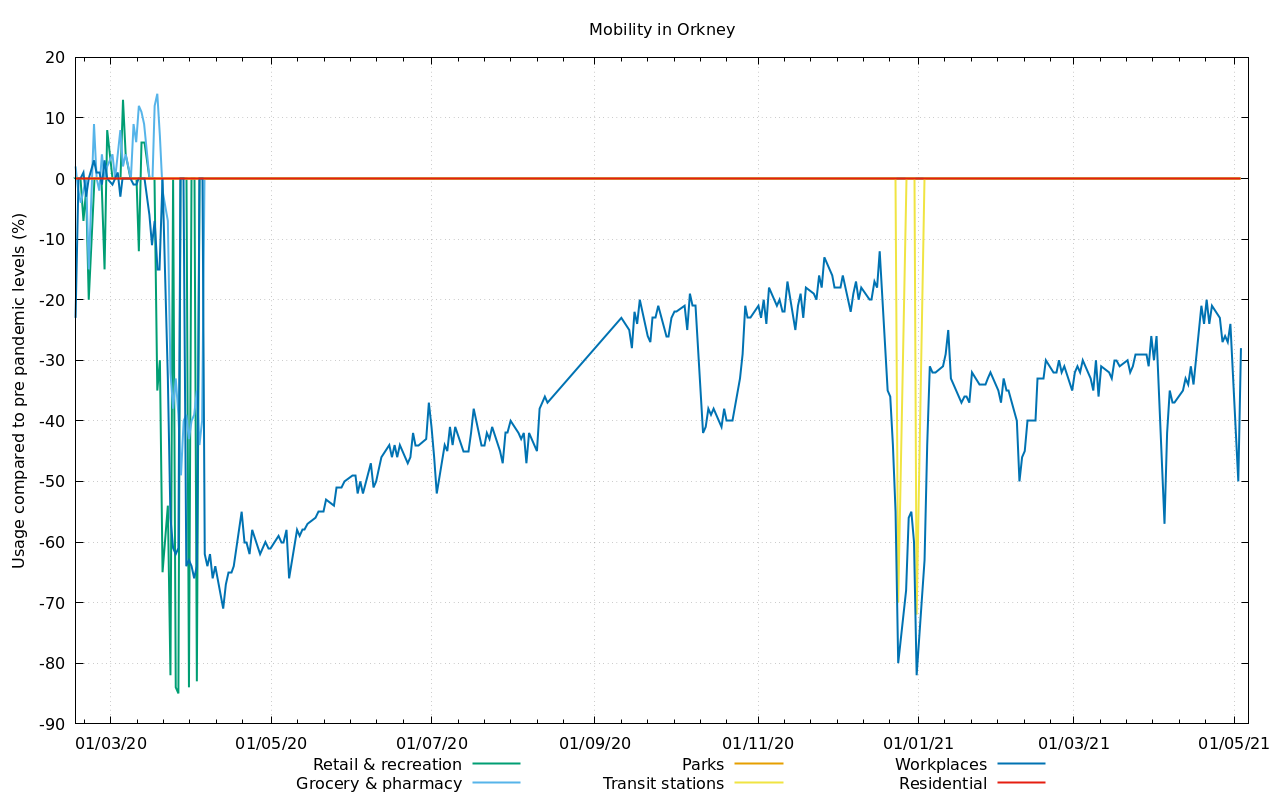 Mobility in Orkney
Usage compared to pre pandemic levels (%)
20
10
0
-10
-20
-30
-40
-50
-60
-70
-80
-90
01/03/20 01/05/20 01/07/20 01/09/20 01/11/20 01/01/21 01/03/21 01/05/21
Retail & recreation Parks Workplaces
Grocery & pharmacy Transit stations Residential